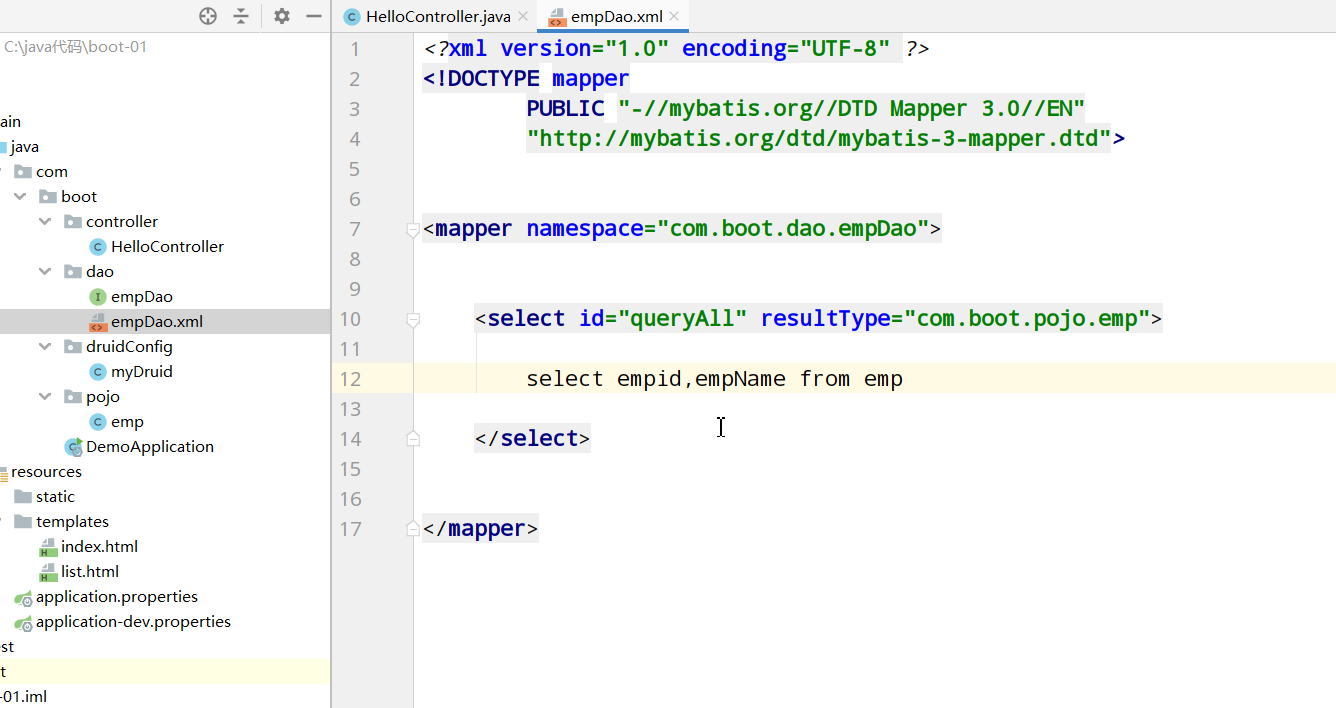 C:\java代码\boot-01
ain
java
com
boot
controller
HelloController
dao
empDao
empDao.xml
druidConfig
myDruid
pojo
emp
DemoApplication
resources
static
templates
index.html
list.html
application.properties
application-dev.properties
st
t
-01.iml
HelloController.java
empDao.xml
1 <?xml version="1.0" encoding="UTF-8" ?>
2 <!DOCTYPE mapper
3 PUBLIC "-//mybatis.org//DTD Mapper 3.0//EN"
4 "http://mybatis.org/dtd/mybatis-3-mapper.dtd">
5
6
7 <mapper namespace="com.boot.dao.empDao">
8
9
10 <select id="queryAll" resultType="com.boot.pojo.emp">
11
12 select empid,empName from emp
13
14 </select>
15
16
17 </mapper>